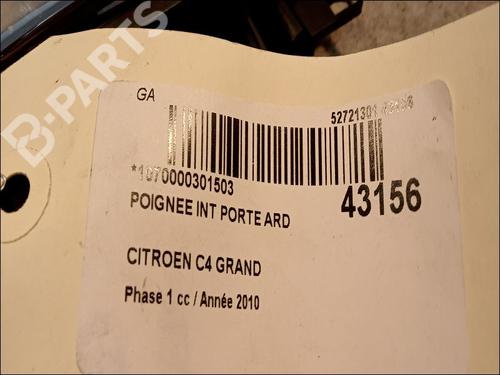 B-PARTS
GA
*1070000301503
POIGNEE INT PORTE ARD
43156
CITROEN C4 GRAND
Phase 1 cc / Année 2010